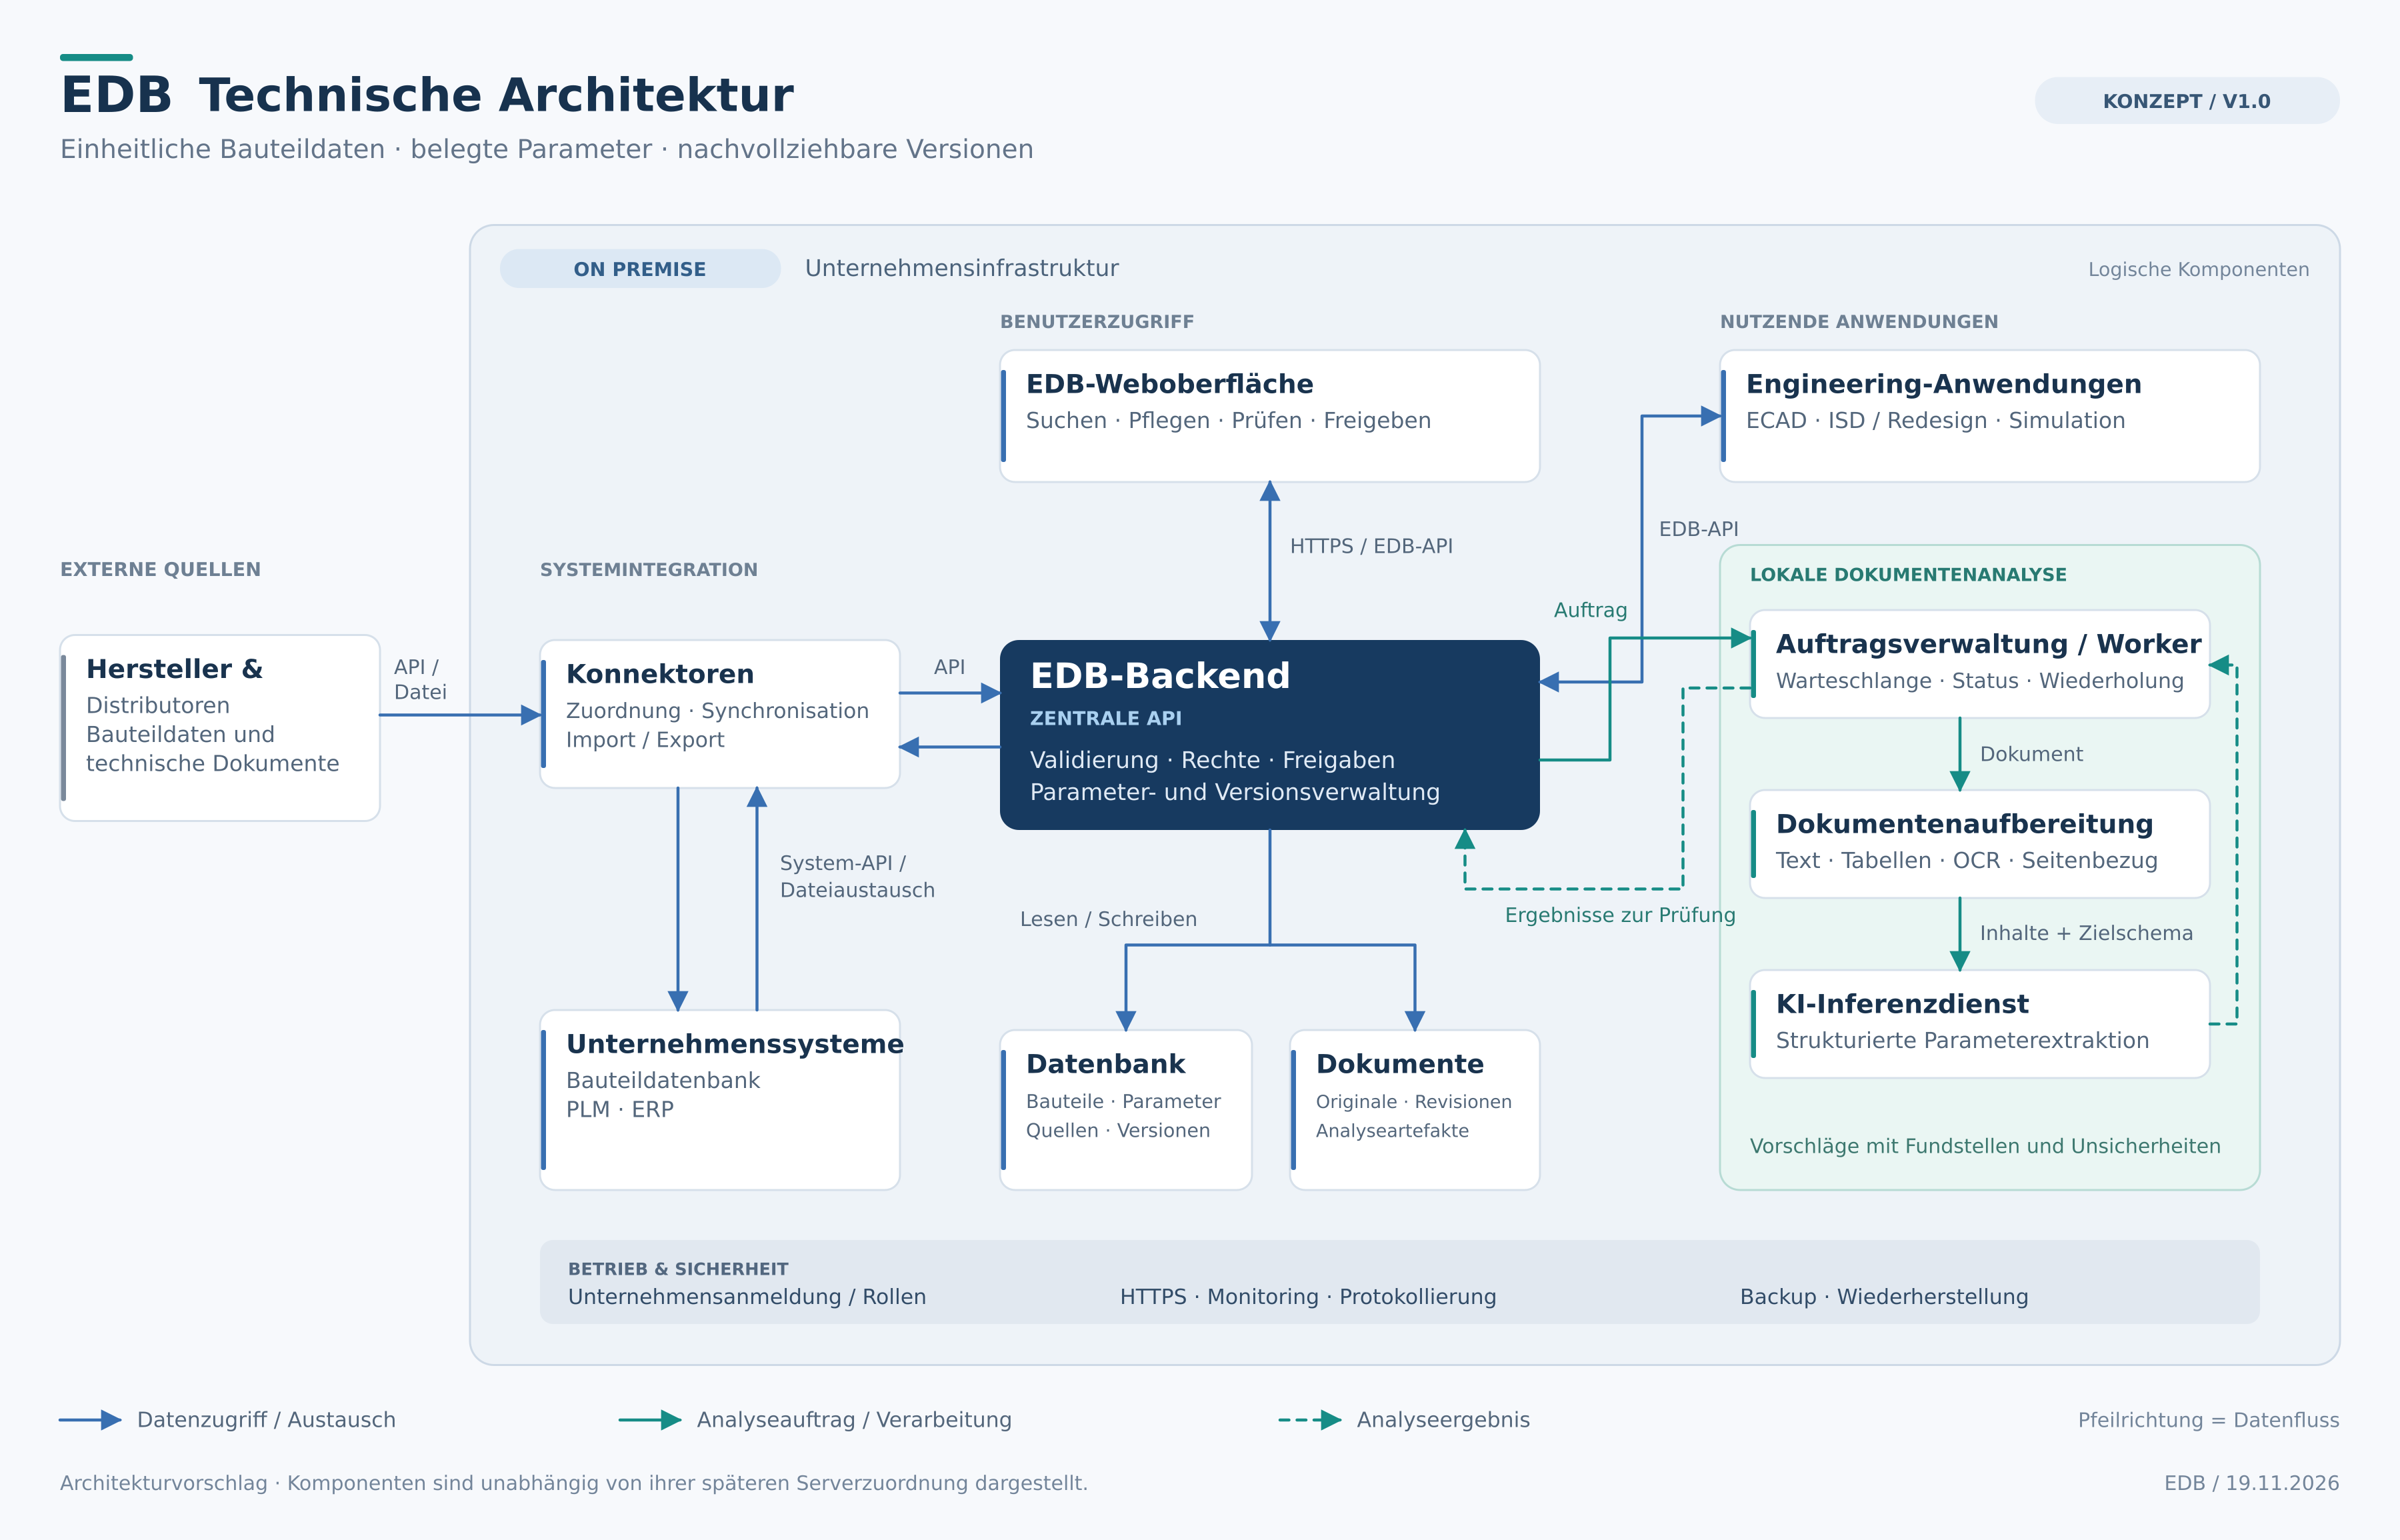 EDB Technische Architektur
KONZEPT / V1.0
Einheitliche Bauteildaten · belegte Parameter · nachvollziehbare Versionen
ON PREMISE
Unternehmensinfrastruktur
Logische Komponenten
BENUTZERZUGRIFF
EDB-Weboberfläche
Suchen · Pflegen · Prüfen · Freigeben
NUTZENDE ANWENDUNGEN
Engineering-Anwendungen
ECAD · ISD / Redesign · Simulation
HTTPS / EDB-API
EDB-API
EXTERNE QUELLEN
Hersteller &
Distributoren
Bauteildaten und
technische Dokumente
API /
Datei
SYSTEMINTEGRATION
Konnektoren
Zuordnung · Synchronisation
Import / Export
API
EDB-Backend
ZENTRALE API
Validierung · Rechte · Freigaben
Parameter- und Versionsverwaltung
Auftrag
LOKALE DOKUMENTENANALYSE
Auftragsverwaltung / Worker
Warteschlange · Status · Wiederholung
Dokument
Dokumentenaufbereitung
Text · Tabellen · OCR · Seitenbezug
Inhalte + Zielschema
KI-Inferenzdienst
Strukturierte Parameterextraktion
Vorschläge mit Fundstellen und Unsicherheiten
System-API /
Dateiaustausch
Lesen / Schreiben
Ergebnisse zur Prüfung
Unternehmenssysteme
Bauteildatenbank
PLM · ERP
Datenbank
Bauteile · Parameter
Quellen · Versionen
Dokumente
Originale · Revisionen
Analyseartefakte
BETRIEB & SICHERHEIT
Unternehmensanmeldung / Rollen
HTTPS · Monitoring · Protokollierung
Backup · Wiederherstellung
Datenzugriff / Austausch
Analyseauftrag / Verarbeitung
Analyseergebnis
Pfeilrichtung = Datenfluss
Architekturvorschlag · Komponenten sind unabhängig von ihrer späteren Serverzuordnung dargestellt.
EDB / 19.11.2026